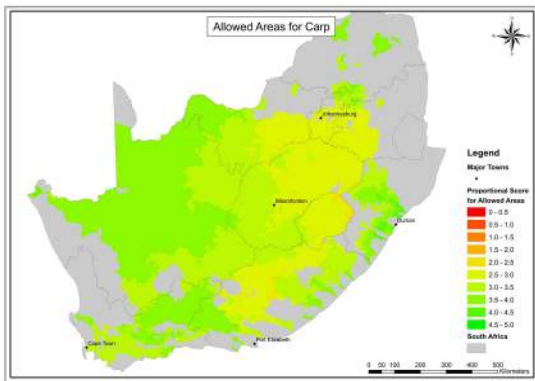 Allowed Areas for Carp
N
Johannesburg
Bloemfontein
Durban
Cape Town
Port Elizabeth
Legend
Major Towns
Proportional Score
for Allowed Areas
0 - 0.5
0.5 - 1.0
1.0 - 1.5
1.5 - 2.0
2.0 - 2.5
2.5 - 3.0
3.0 - 3.5
3.5 - 4.0
4.0 - 4.5
4.5 - 5.0
South Africa
0 50 100 200 300 400 500
Kilometers